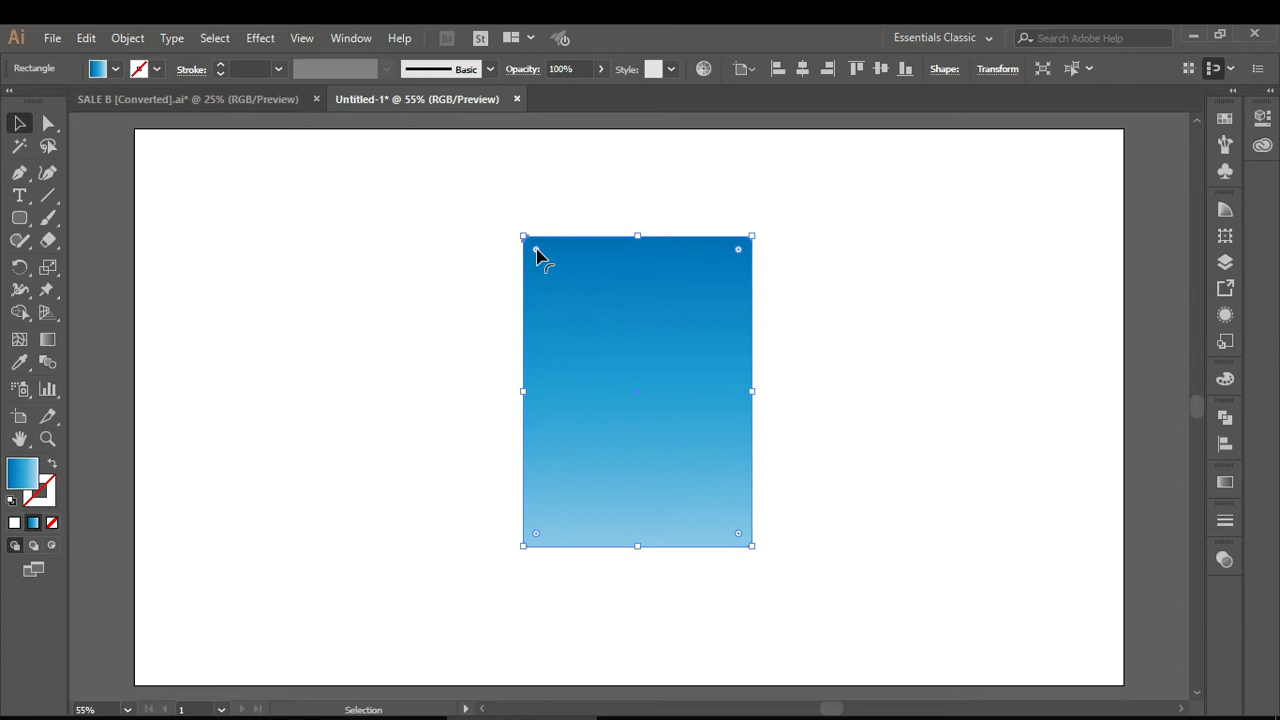 Ai File Edit Object Type Select Effect View Window Help Br St Essentials Classic Search Adobe Help
Rectangle Stroke: Basic Opacity: 100% Style: Shape: Transform
SALE B [Converted].ai* @ 25% (RGB/Preview) × Untitled-1* @ 55% (RGB/Preview) ×
55% 1 Selection